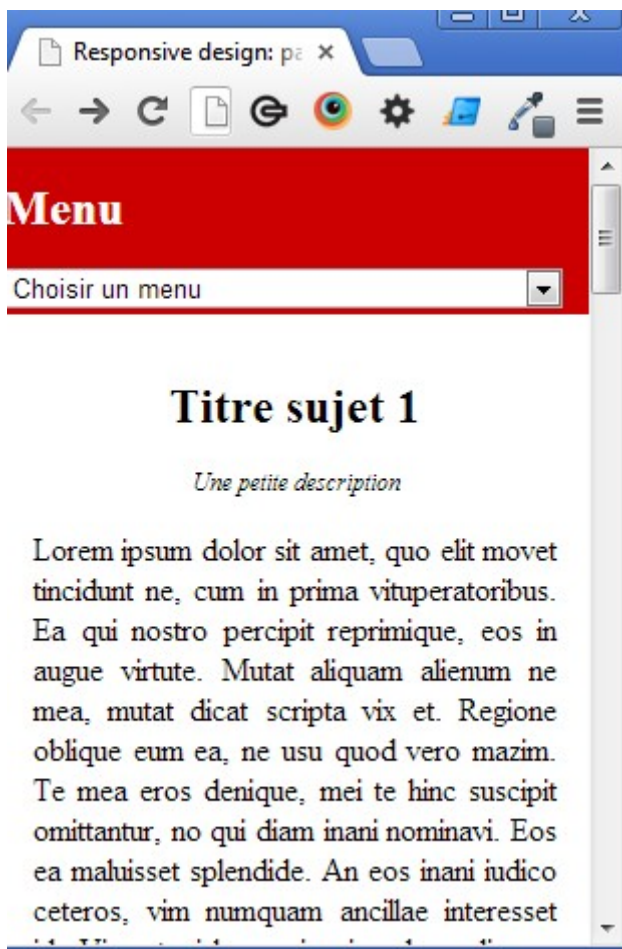 Responsive design: pa
Menu
Choisir un menu
Titre sujet 1
Une petite description
Lorem ipsum dolor sit amet, quo elit movet
tincidunt ne, cum in prima vituperatoribus.
Ea qui nostro percipit reprimique, eos in
augue virtute. Mutat aliquam alienum ne
mea, mutat dicat scripta vix et. Regione
oblique eum ea, ne usu quod vero mazim.
Te mea eros denique, mei te hinc suscipit
omittantur, no qui diam inani nominavi. Eos
ea maluisset splendide. An eos inani iudico
ceteros, vim numquam ancillae interesset